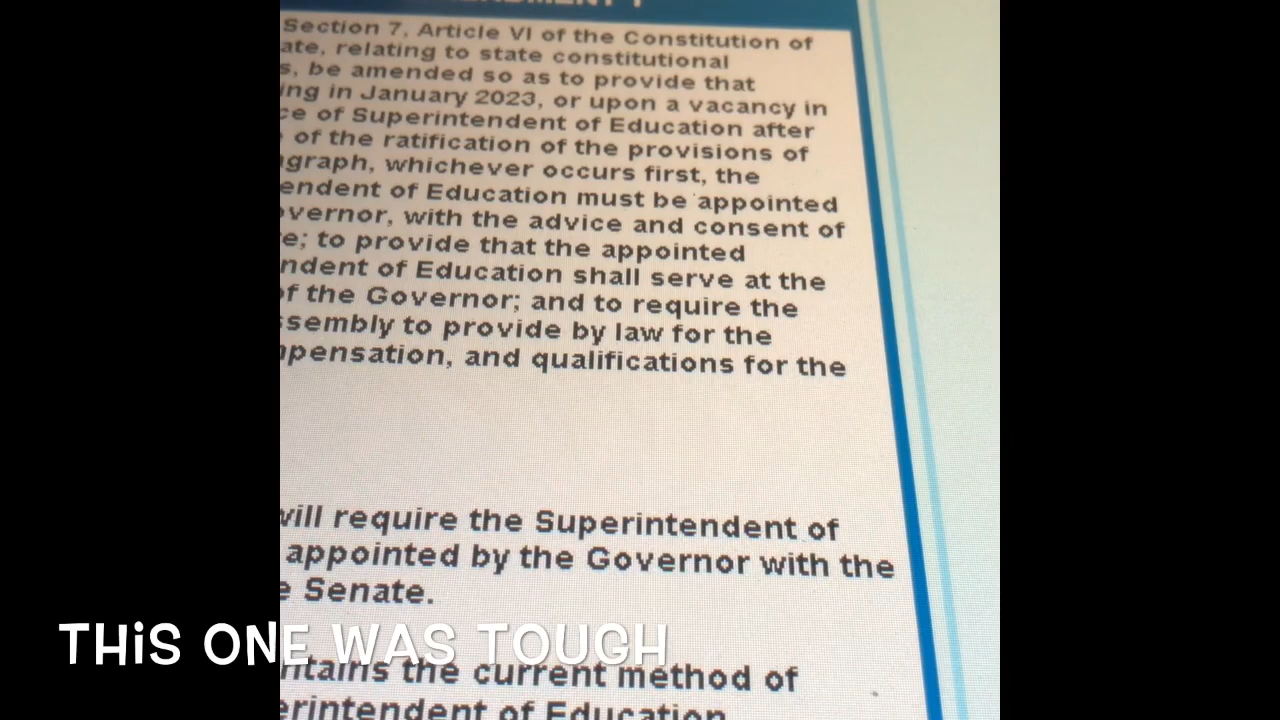 Section 7, Article VI of the Constitution of
ate, relating to state constitutional
s, be amended so as to provide that
ing in January 2023, or upon a vacancy in
ce of Superintendent of Education after
of the ratification of the provisions of
agraph, whichever occurs first, the
endent of Education must be appointed
overnor, with the advice and consent of
e; to provide that the appointed
ndent of Education shall serve at the
of the Governor; and to require the
ssembly to provide by law for the
mpensation, and qualifications for the
will require the Superintendent of
appointed by the Governor with the
e Senate.
THiS ONE WAS TOUGH
ntains the current method of
erintendent of Education